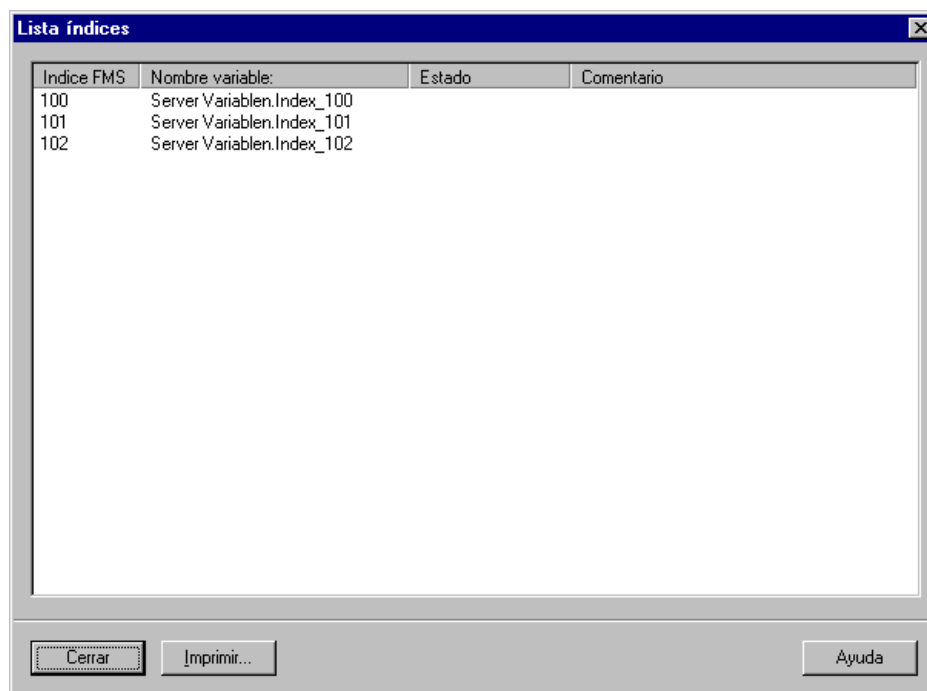 Lista índices
Indice FMS Nombre variable: Estado Comentario
100 Server Variablen.Index_100
101 Server Variablen.Index_101
102 Server Variablen.Index_102
Cerrar Imprimir... Ayuda